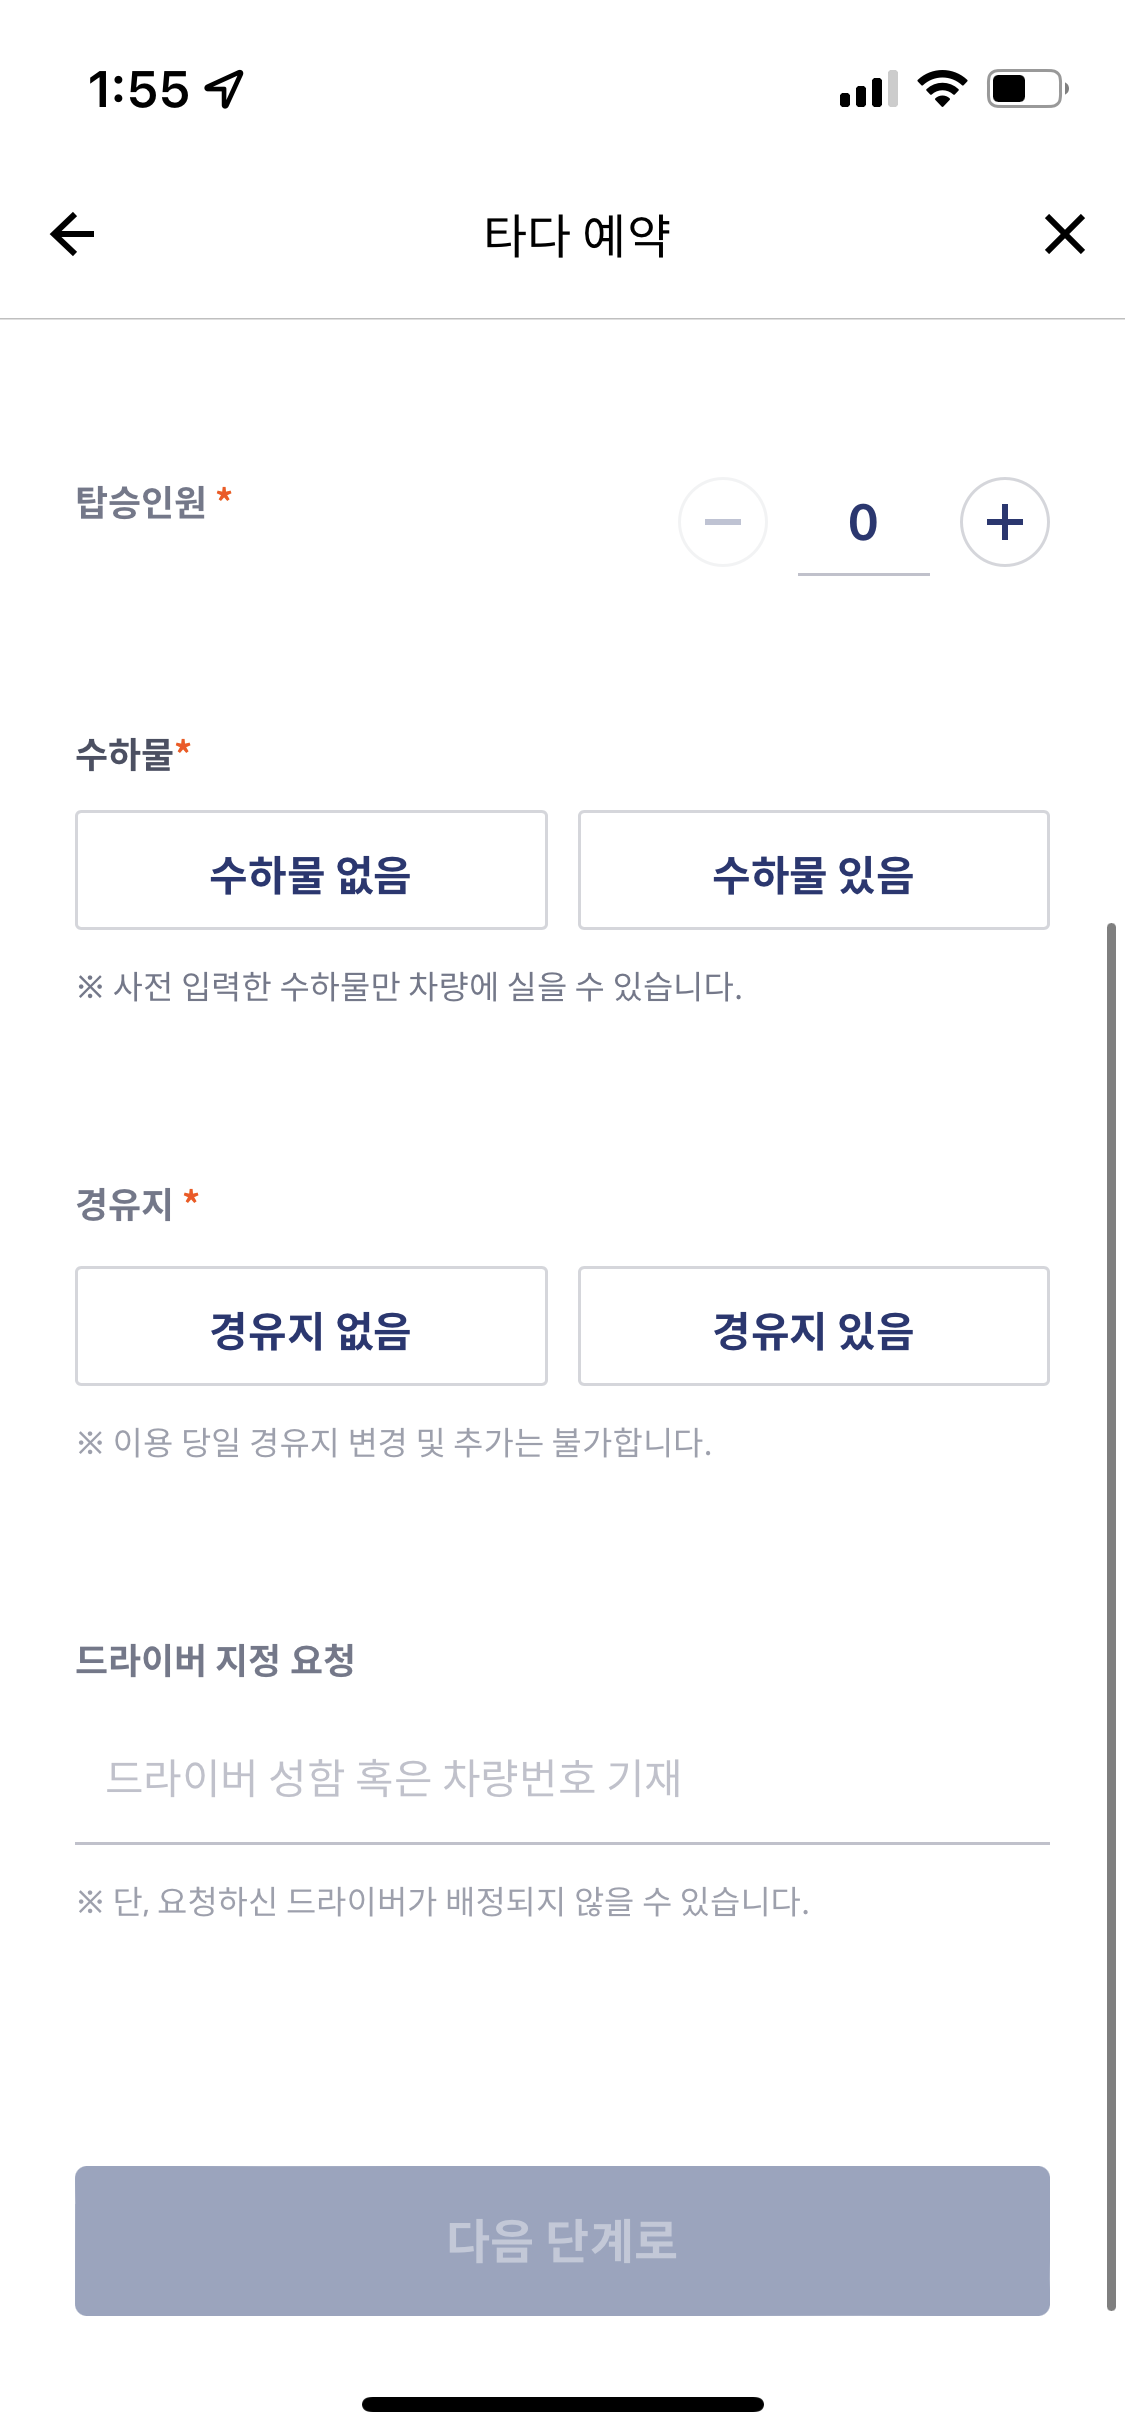 1:55
타다 예약
탑승인원 *
0
수하물*
수하물 없음
수하물 있음
※ 사전 입력한 수하물만 차량에 실을 수 있습니다.
경유지 *
경유지 없음
경유지 있음
※ 이용 당일 경유지 변경 및 추가는 불가합니다.
드라이버 지정 요청
드라이버 성함 혹은 차량번호 기재
※ 단, 요청하신 드라이버가 배정되지 않을 수 있습니다.
다음 단계로